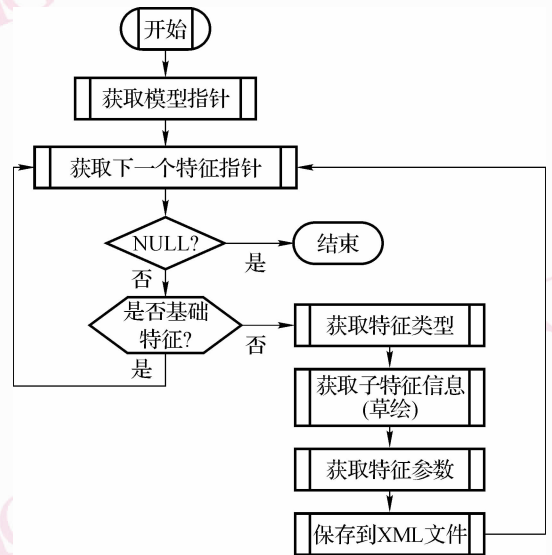 开始
获取模型指针
获取下一个特征指针
NULL?
是
结束
否
是否基础
特征?
否
是
获取特征类型
获取子特征信息
(草绘)
获取特征参数
保存到XML文件